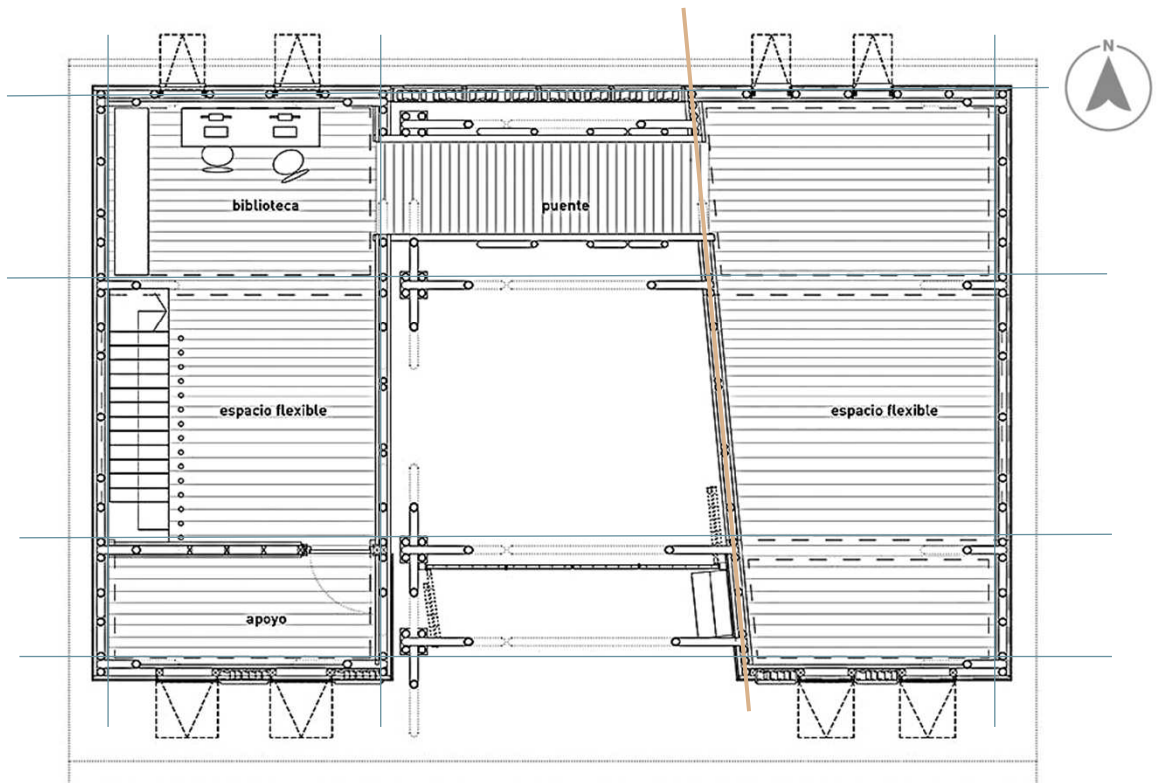 N
biblioteca
puente
espacio flexible
espacio flexible
apoyo